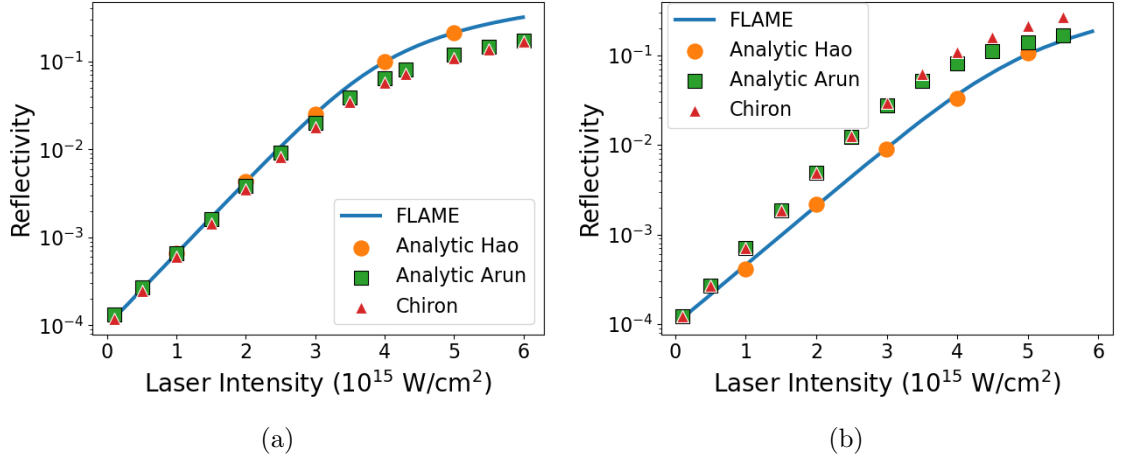 10⁻¹
10⁻²
10⁻³
10⁻⁴
Reflectivity
FLAME
Analytic Hao
Analytic Arun
Chiron
0 1 2 3 4 5 6
Laser Intensity (10¹⁵ W/cm²)
(a)
10⁻¹
10⁻²
10⁻³
10⁻⁴
Reflectivity
FLAME
Analytic Hao
Analytic Arun
Chiron
0 1 2 3 4 5 6
Laser Intensity (10¹⁵ W/cm²)
(b)